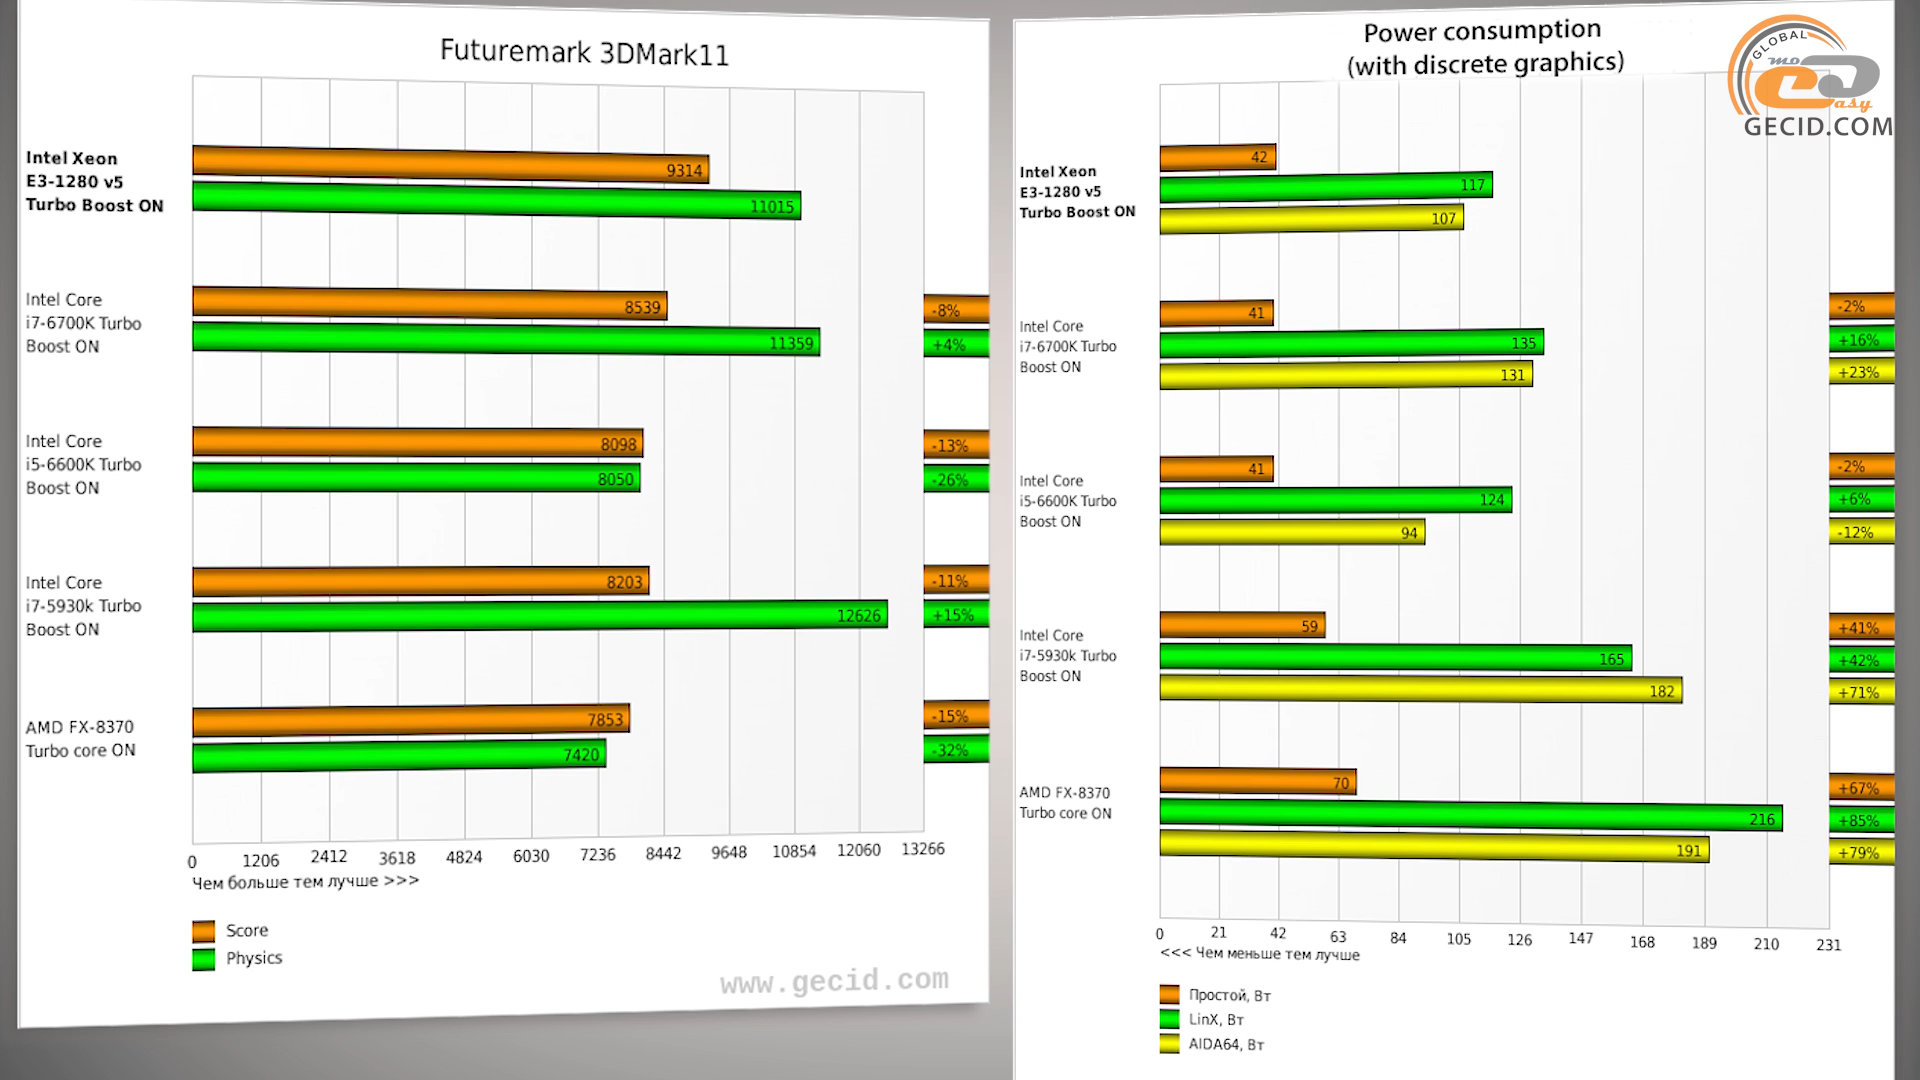 Futuremark 3DMark11
Intel Xeon
E3-1280 v5
Turbo Boost ON
9314
11015
Intel Core
i7-6700K Turbo
Boost ON
8539
11359
-8%
+4%
Intel Core
i5-6600K Turbo
Boost ON
8098
8050
-13%
-26%
Intel Core
i7-5930k Turbo
Boost ON
8203
12626
-11%
+15%
AMD FX-8370
Turbo core ON
7853
7420
-15%
-32%
0 1206 2412 3618 4824 6030 7236 8442 9648 10854 12060 13266
Чем больше тем лучше >>>
Score
Physics
www.gecid.com
Power consumption
(with discrete graphics)
GLOBAL
mo
easy
GECID.COM
Intel Xeon
E3-1280 v5
Turbo Boost ON
42
117
107
Intel Core
i7-6700K Turbo
Boost ON
41
135
131
-2%
+16%
+23%
Intel Core
i5-6600K Turbo
Boost ON
41
124
94
-2%
+6%
-12%
Intel Core
i7-5930k Turbo
Boost ON
59
165
182
+41%
+42%
+71%
AMD FX-8370
Turbo core ON
70
216
191
+67%
+85%
+79%
0 21 42 63 84 105 126 147 168 189 210 231
<<< Чем меньше тем лучше
Простой, Вт
LinX, Вт
AIDA64, Вт